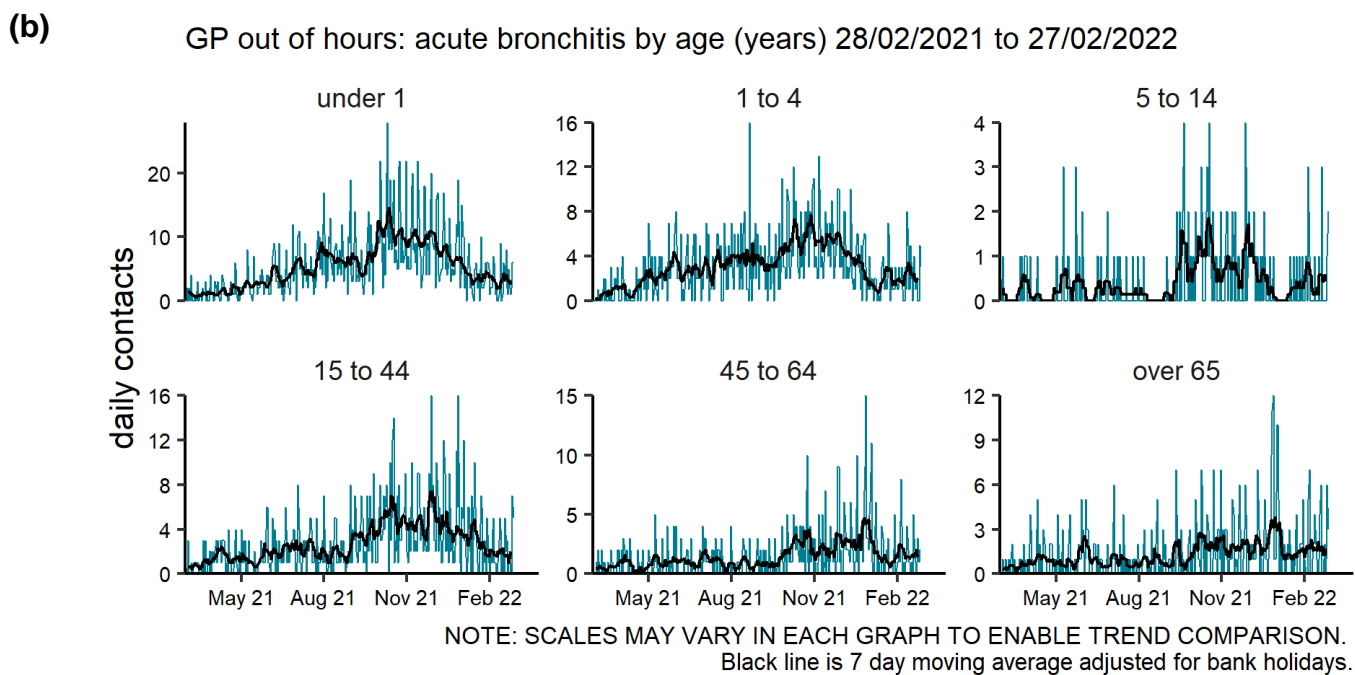 (b)
GP out of hours: acute bronchitis by age (years) 28/02/2021 to 27/02/2022
daily contacts
under 1
20
10
0
1 to 4
16
12
8
4
0
5 to 14
4
3
2
1
0
15 to 44
16
12
8
4
0
May 21 Aug 21 Nov 21 Feb 22
45 to 64
15
10
5
0
May 21 Aug 21 Nov 21 Feb 22
over 65
12
9
6
3
0
May 21 Aug 21 Nov 21 Feb 22
NOTE: SCALES MAY VARY IN EACH GRAPH TO ENABLE TREND COMPARISON.
Black line is 7 day moving average adjusted for bank holidays.